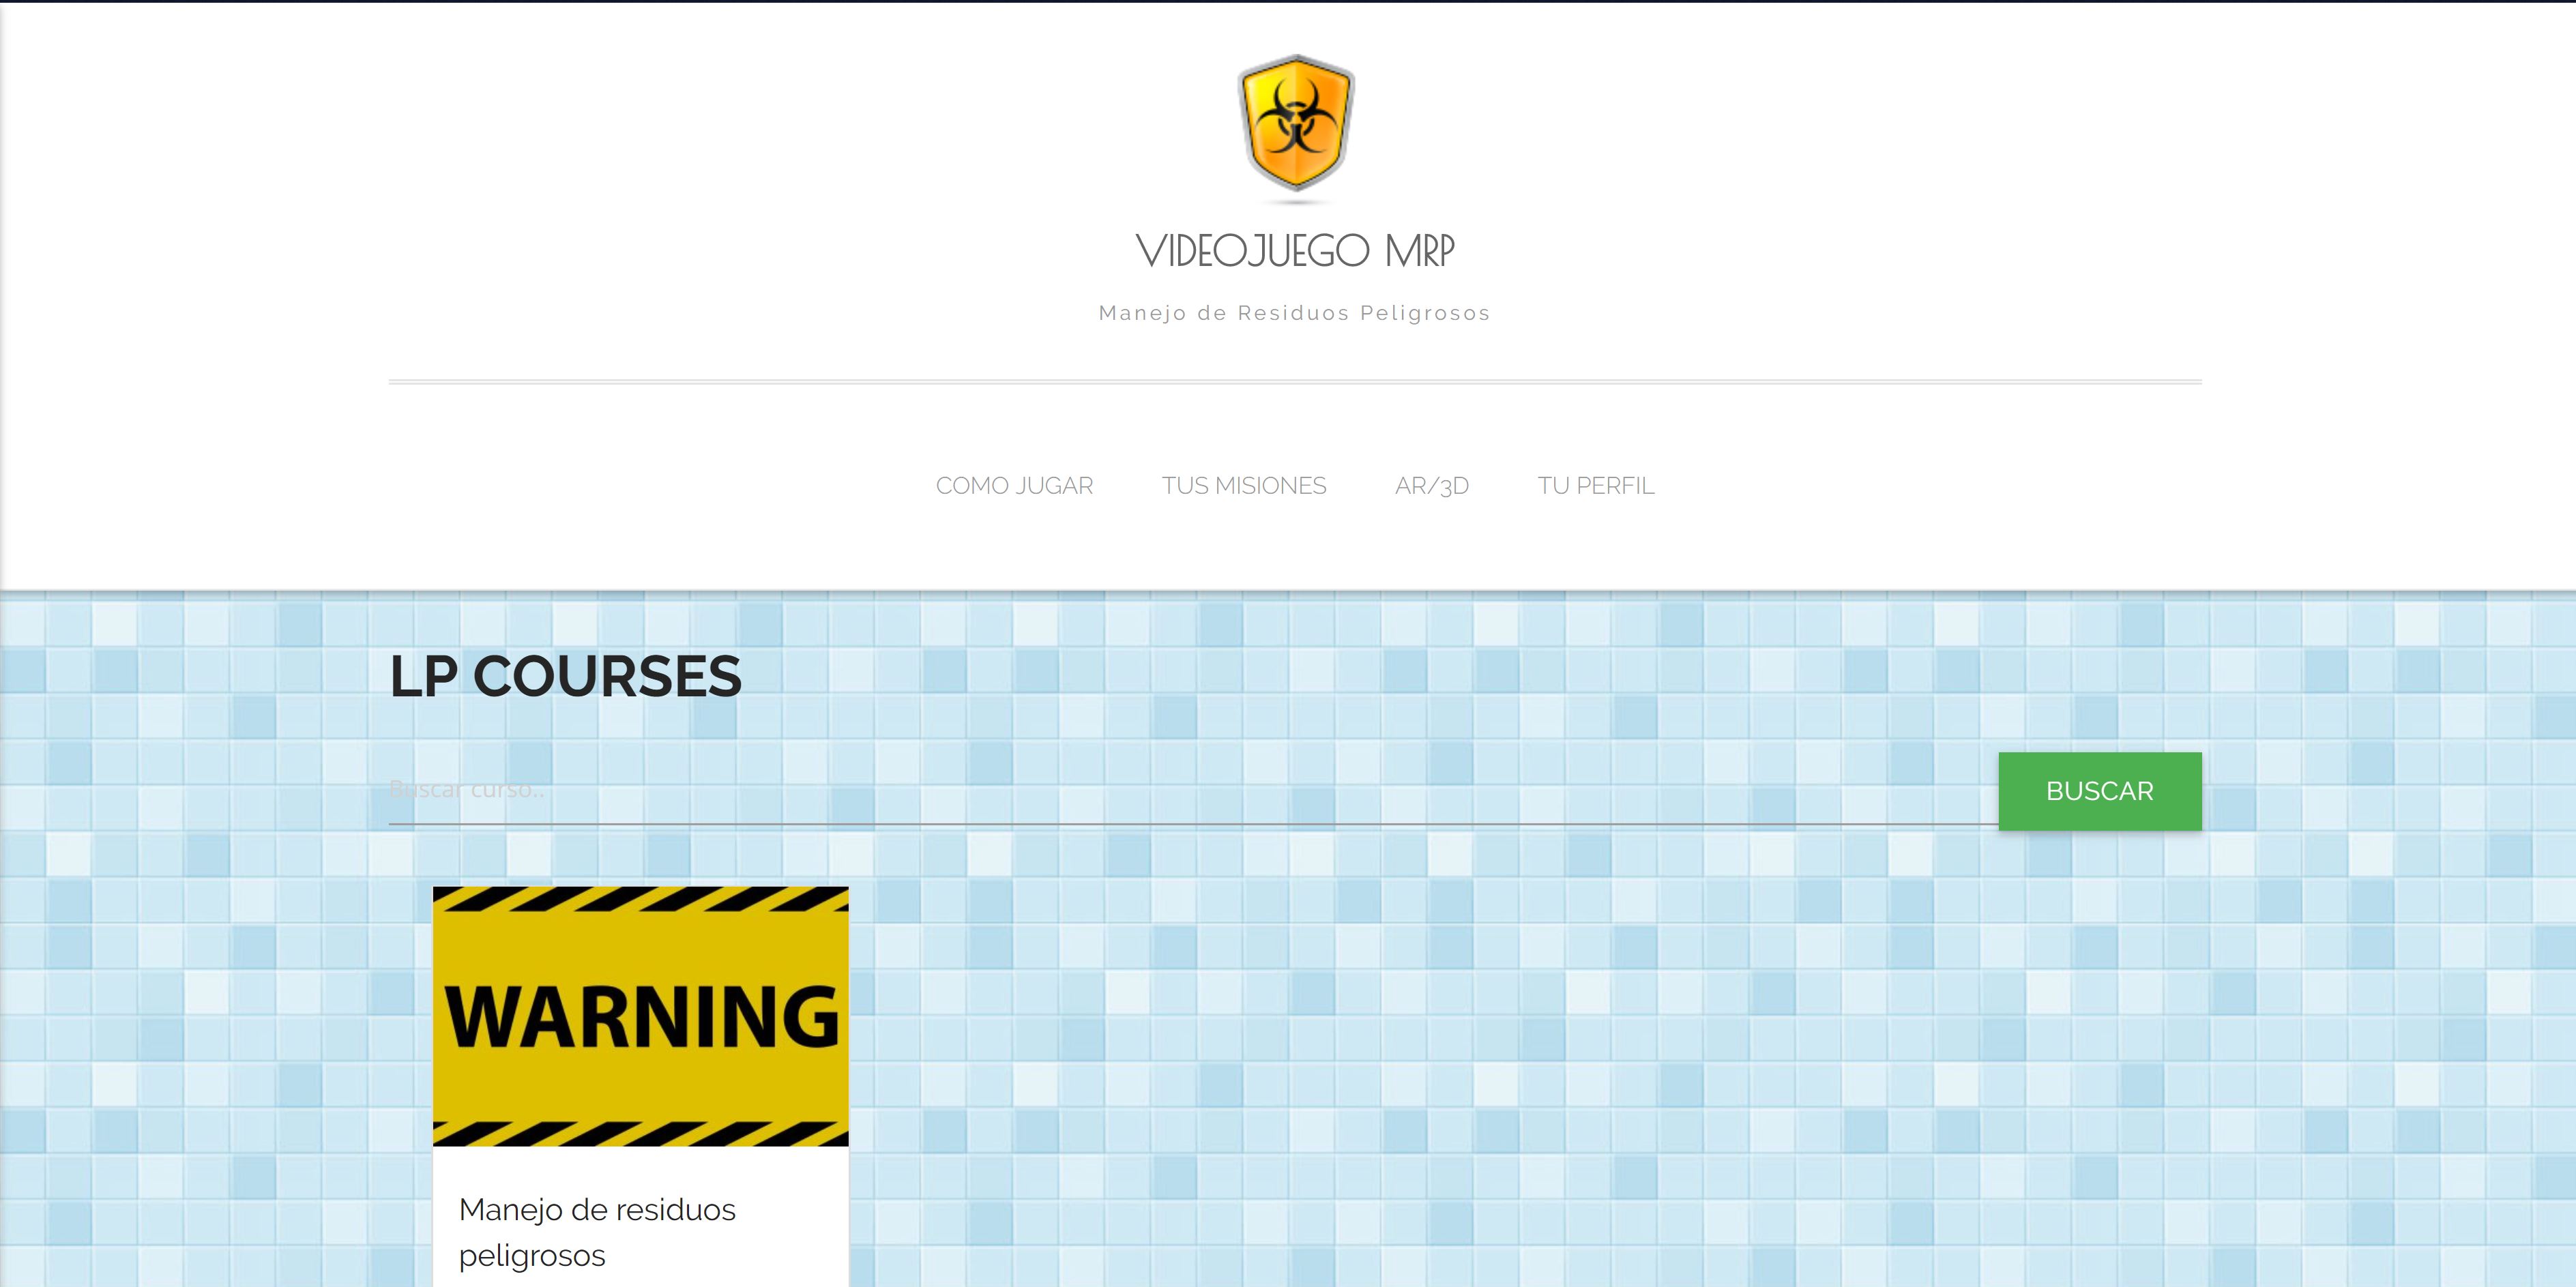 VIDEOJUEGO MRP
Manejo de Residuos Peligrosos
COMO JUGAR TUS MISIONES AR/3D TU PERFIL
LP COURSES
Buscar curso...
BUSCAR
WARNING
Manejo de residuos
peligrosos